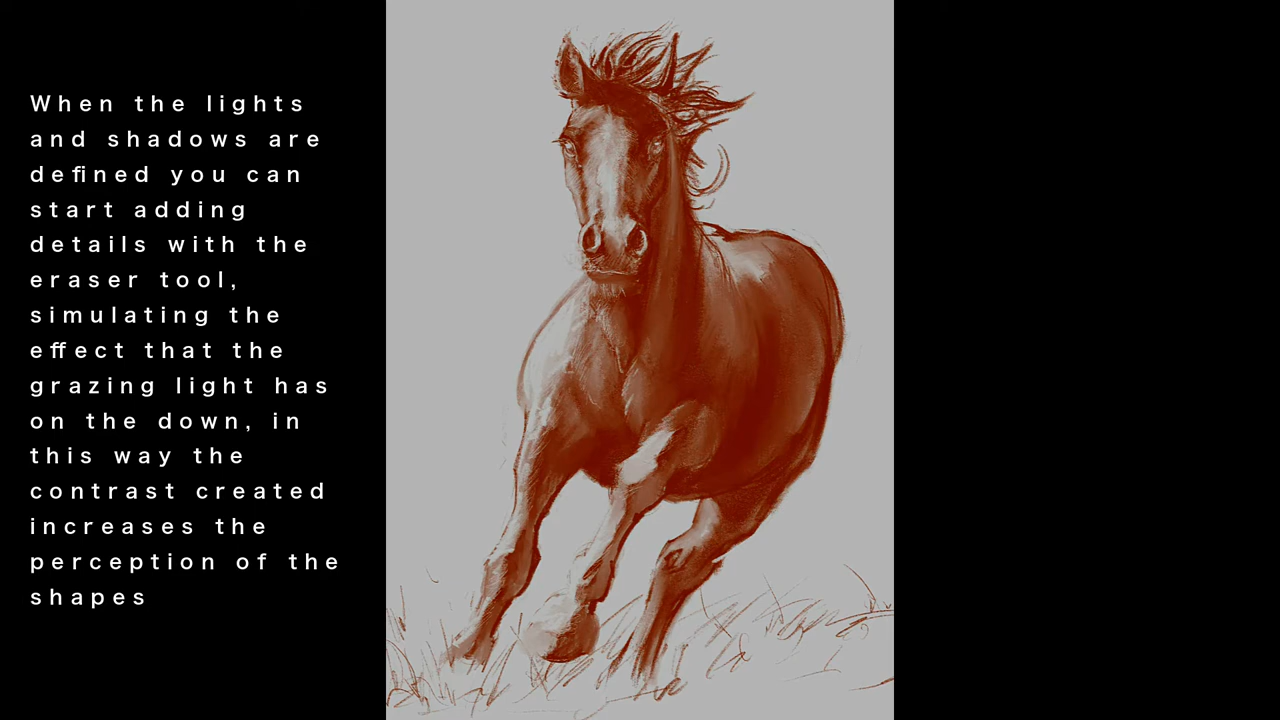 When the lights
and shadows are
defined you can
start adding
details with the
eraser tool,
simulating the
effect that the
grazing light has
on the down, in
this way the
contrast created
increases the
perception of the
shapes